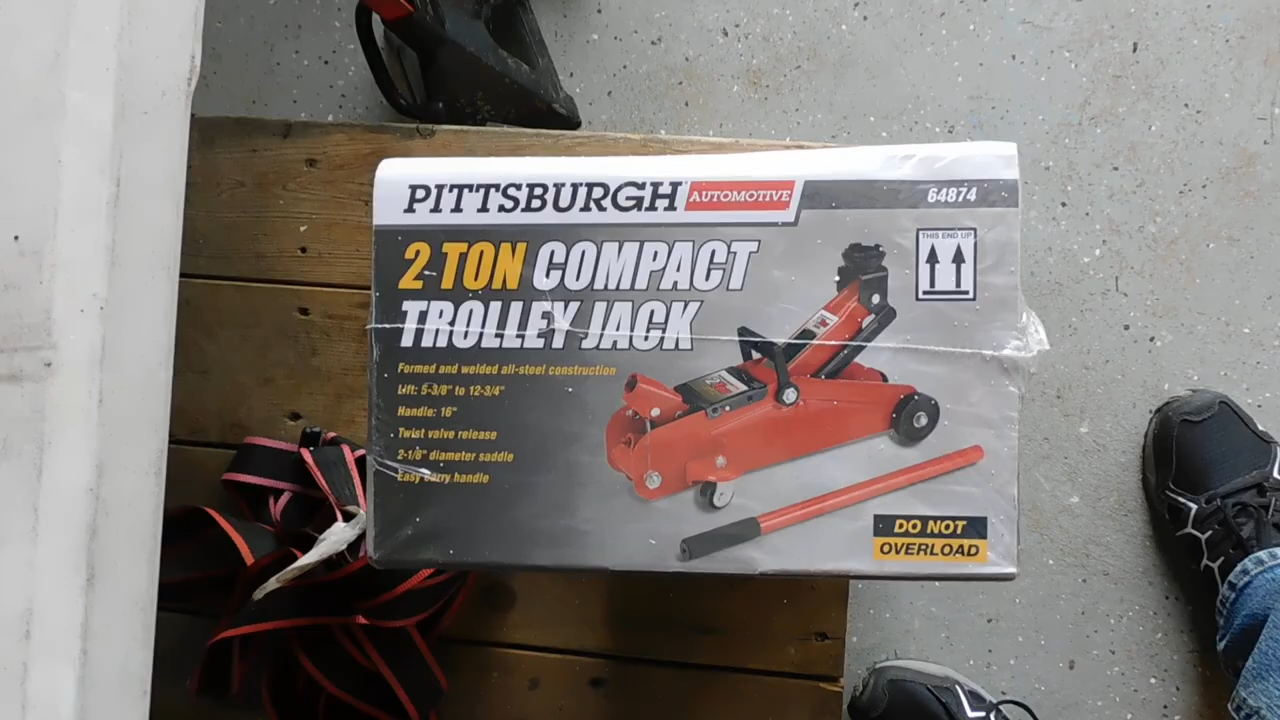 PITTSBURGH AUTOMOTIVE
64874
THIS END UP
2 TON COMPACT
TROLLEY JACK
Formed and welded all-steel construction
Lift: 5-3/8" to 12-3/4"
Handle: 16"
Twist valve release
2-1/8" diameter saddle
Easy carry handle
DO NOT
OVERLOAD